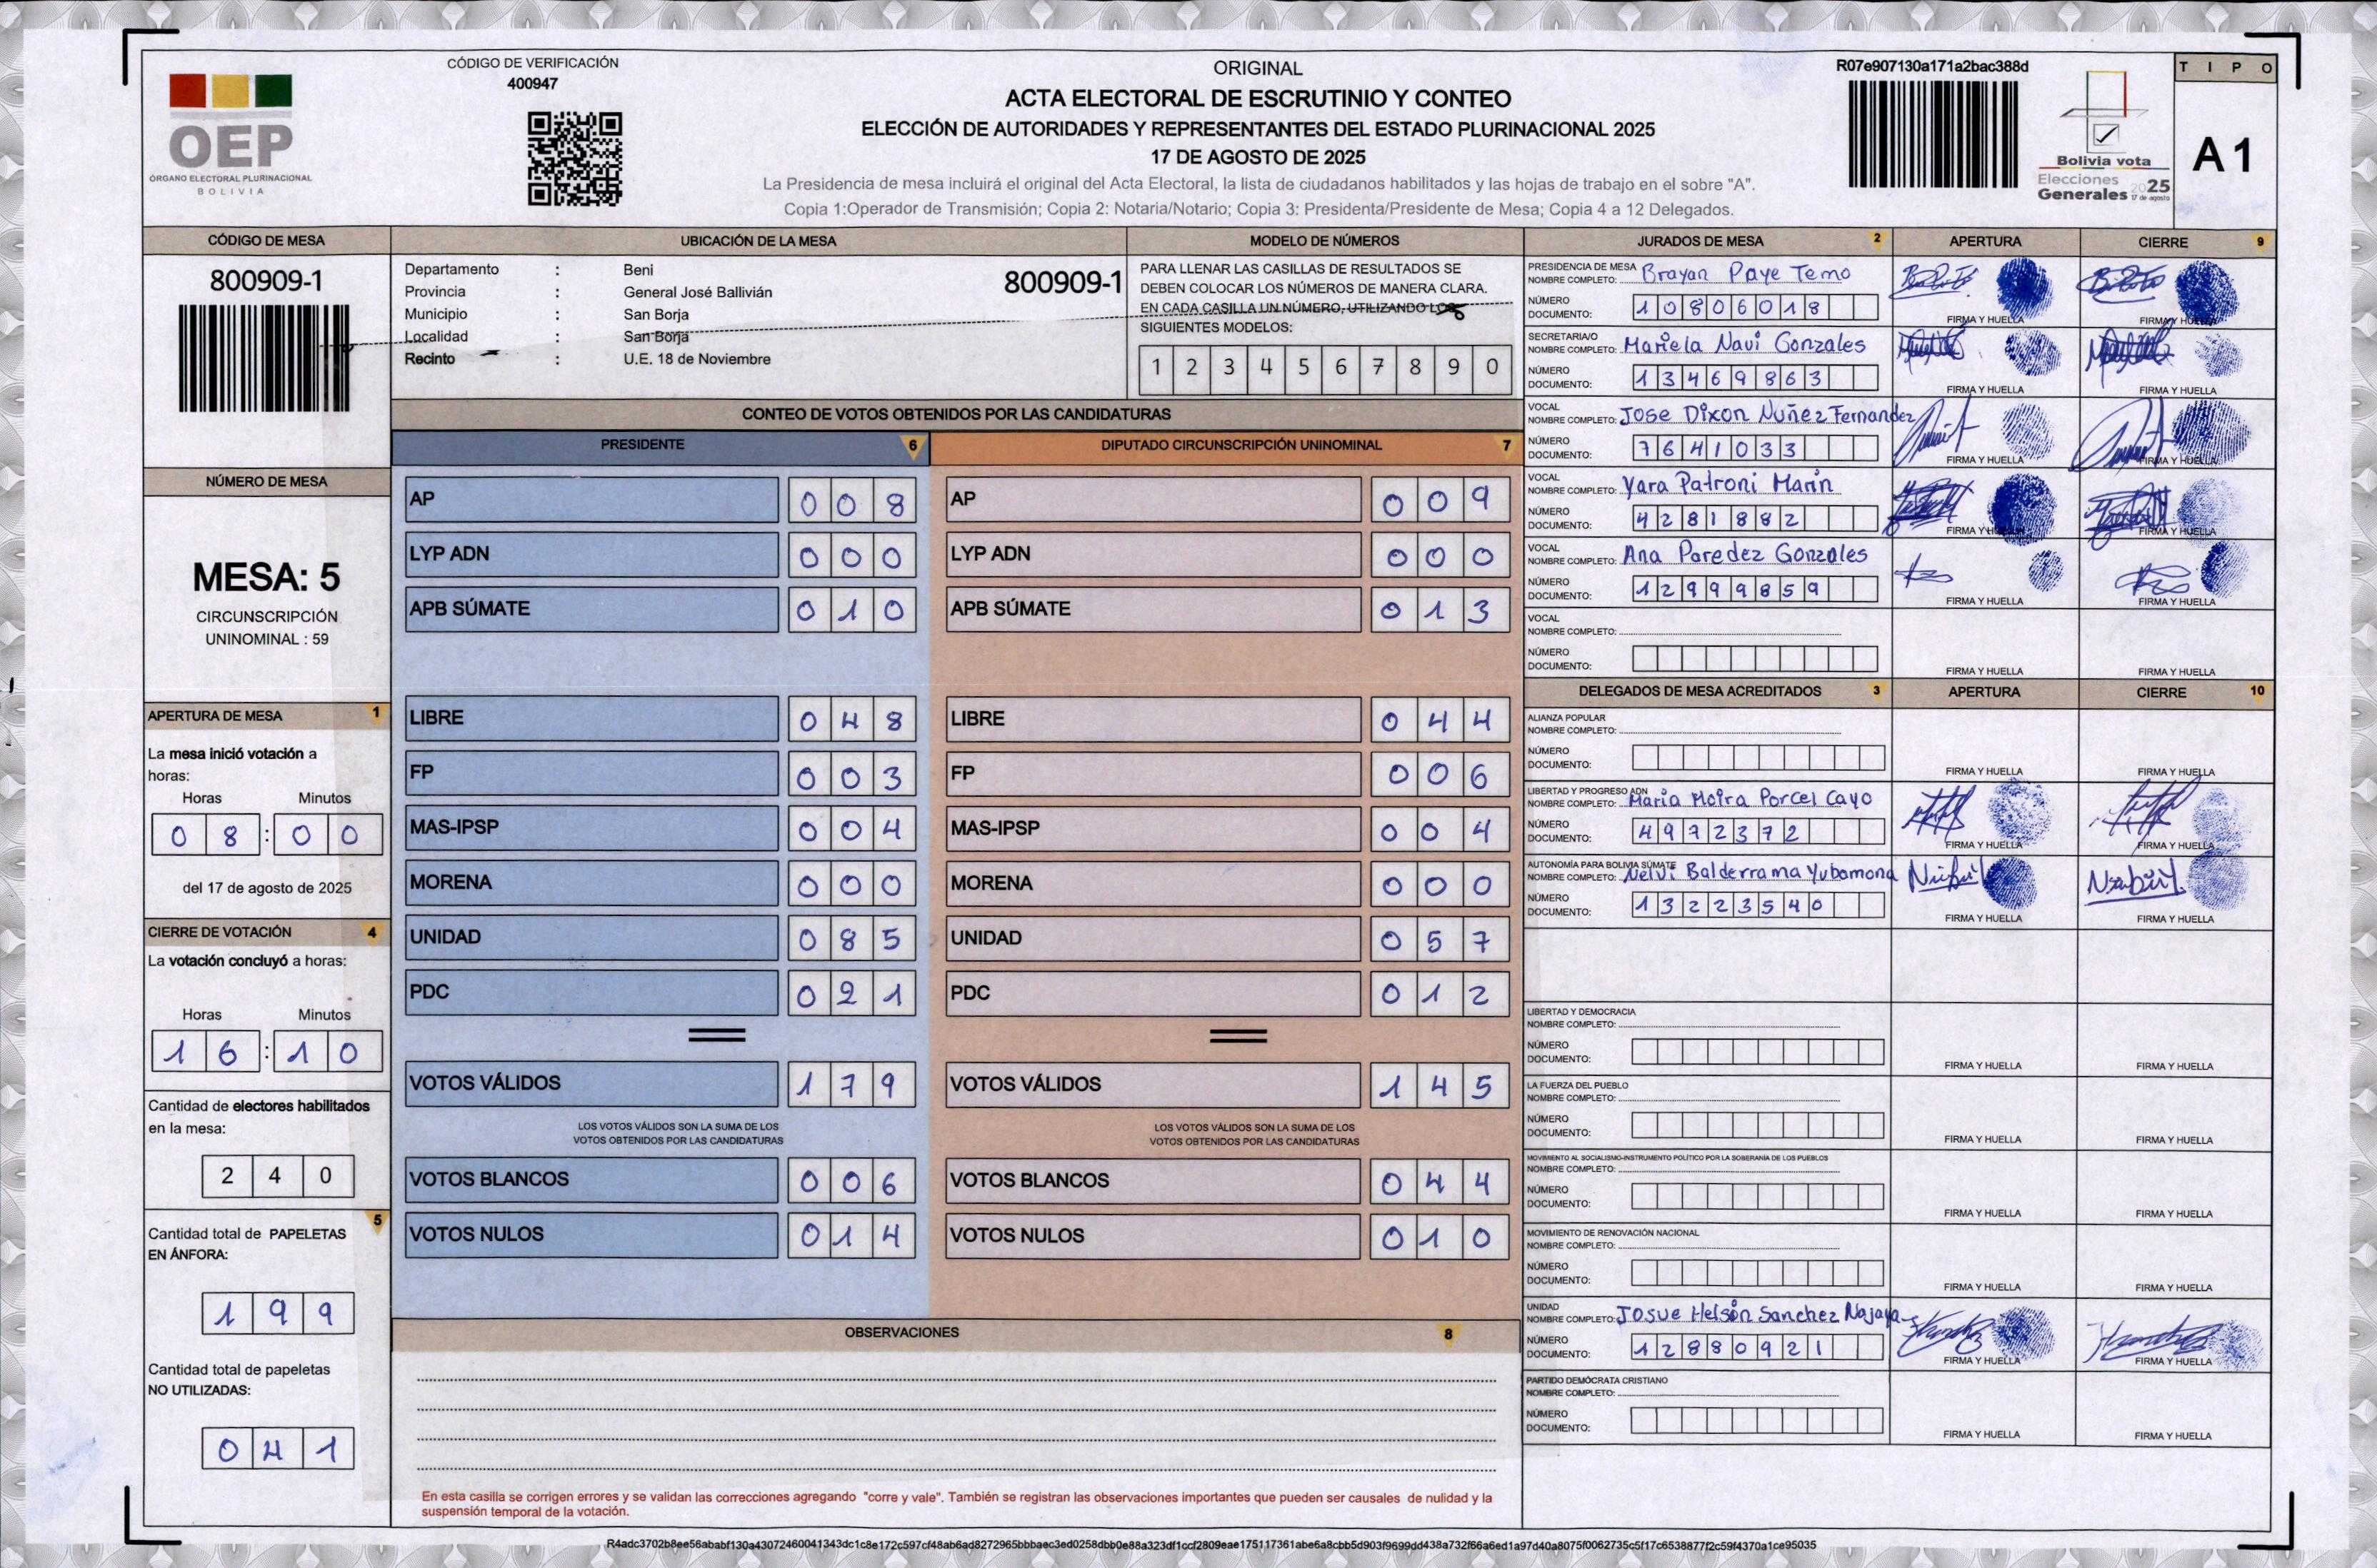 CÓDIGO DE VERIFICACIÓN
400947
OEP
ÓRGANO ELECTORAL PLURINACIONAL
BOLIVIA
ORIGINAL
ACTA ELECTORAL DE ESCRUTINIO Y CONTEO
ELECCIÓN DE AUTORIDADES Y REPRESENTANTES DEL ESTADO PLURINACIONAL 2025
17 DE AGOSTO DE 2025
La Presidencia de mesa incluirá el original del Acta Electoral, la lista de ciudadanos habilitados y las hojas de trabajo en el sobre "A".
Copia 1:Operador de Transmisión; Copia 2: Notaria/Notario; Copia 3: Presidenta/Presidente de Mesa; Copia 4 a 12 Delegados.
R07e907130a171a2bac388d
Bolivia vota
Elecciones
Generales 2025
17 de agosto
TIPO
A1
CÓDIGO DE MESA
800909-1
NÚMERO DE MESA
MESA: 5
CIRCUNSCRIPCIÓN
UNINOMINAL : 59
APERTURA DE MESA 1
La mesa inició votación a
horas:
Horas Minutos
0 8 : 0 0
del 17 de agosto de 2025
CIERRE DE VOTACIÓN 4
La votación concluyó a horas:
Horas Minutos
1 6 : 1 0
Cantidad de electores habilitados
en la mesa:
2 4 0
5
Cantidad total de PAPELETAS
EN ÁNFORA:
1 9 9
Cantidad total de papeletas
NO UTILIZADAS:
0 4 1
UBICACIÓN DE LA MESA
Departamento : Beni
800909-1
Provincia : General José Ballivián
Municipio : San Borja
Localidad : San Borja
Recinto : U.E. 18 de Noviembre
MODELO DE NÚMEROS
PARA LLENAR LAS CASILLAS DE RESULTADOS SE
DEBEN COLOCAR LOS NÚMEROS DE MANERA CLARA.
EN CADA CASILLA UN NÚMERO, UTILIZANDO LOS
SIGUIENTES MODELOS:
1 2 3 4 5 6 7 8 9 0
CONTEO DE VOTOS OBTENIDOS POR LAS CANDIDATURAS
PRESIDENTE 6
AP 0 0 8
LYP ADN 0 0 0
APB SÚMATE 0 1 0
LIBRE 0 4 8
FP 0 0 3
MAS-IPSP 0 0 4
MORENA 0 0 0
UNIDAD 0 8 5
PDC 0 2 1
VOTOS VÁLIDOS 1 7 9
LOS VOTOS VÁLIDOS SON LA SUMA DE LOS
VOTOS OBTENIDOS POR LAS CANDIDATURAS
VOTOS BLANCOS 0 0 6
VOTOS NULOS 0 1 4
DIPUTADO CIRCUNSCRIPCIÓN UNINOMINAL 7
AP 0 0 9
LYP ADN 0 0 0
APB SÚMATE 0 1 3
LIBRE 0 4 4
FP 0 0 6
MAS-IPSP 0 0 4
MORENA 0 0 0
UNIDAD 0 5 7
PDC 0 1 2
VOTOS VÁLIDOS 1 4 5
LOS VOTOS VÁLIDOS SON LA SUMA DE LOS
VOTOS OBTENIDOS POR LAS CANDIDATURAS
VOTOS BLANCOS 0 4 4
VOTOS NULOS 0 1 0
OBSERVACIONES 8
En esta casilla se corrigen errores y se validan las correcciones agregando "corre y vale". También se registran las observaciones importantes que pueden ser causales de nulidad y la
suspensión temporal de la votación.
JURADOS DE MESA 2 APERTURA CIERRE 9
PRESIDENCIA DE MESA
NOMBRE COMPLETO: Brayan Paye Temo
NÚMERO
DOCUMENTO: 1 0 8 0 6 0 1 8
FIRMA Y HUELLA FIRMA Y HUELLA
SECRETARIA/O
NOMBRE COMPLETO: Mariela Navi Gonzales
NÚMERO
DOCUMENTO: 1 3 4 6 9 8 6 3
FIRMA Y HUELLA FIRMA Y HUELLA
VOCAL
NOMBRE COMPLETO: Jose Dixon Nuñez Fernandez
NÚMERO
DOCUMENTO: 7 6 4 1 0 3 3
FIRMA Y HUELLA FIRMA Y HUELLA
VOCAL
NOMBRE COMPLETO: Yara Patroni Marin
NÚMERO
DOCUMENTO: 4 2 8 1 8 8 2
FIRMA Y HUELLA FIRMA Y HUELLA
VOCAL
NOMBRE COMPLETO: Ana Paredez Gonzales
NÚMERO
DOCUMENTO: 1 2 9 9 9 8 5 9
FIRMA Y HUELLA FIRMA Y HUELLA
VOCAL
NOMBRE COMPLETO:
NÚMERO
DOCUMENTO:
FIRMA Y HUELLA FIRMA Y HUELLA
DELEGADOS DE MESA ACREDITADOS 3 APERTURA CIERRE 10
ALIANZA POPULAR
NOMBRE COMPLETO:
NÚMERO
DOCUMENTO:
FIRMA Y HUELLA FIRMA Y HUELLA
LIBERTAD Y PROGRESO ADN
NOMBRE COMPLETO: Maria Moira Porcel Cayo
NÚMERO
DOCUMENTO: 4 9 7 2 3 7 2
FIRMA Y HUELLA FIRMA Y HUELLA
AUTONOMÍA PARA BOLIVIA SÚMATE
NOMBRE COMPLETO: Nelvi Balderrama Yubamona
NÚMERO
DOCUMENTO: 1 3 2 2 3 5 4 0
FIRMA Y HUELLA FIRMA Y HUELLA
LIBERTAD Y DEMOCRACIA
NOMBRE COMPLETO:
NÚMERO
DOCUMENTO:
FIRMA Y HUELLA FIRMA Y HUELLA
LA FUERZA DEL PUEBLO
NOMBRE COMPLETO:
NÚMERO
DOCUMENTO:
FIRMA Y HUELLA FIRMA Y HUELLA
MOVIMIENTO AL SOCIALISMO-INSTRUMENTO POLÍTICO POR LA SOBERANÍA DE LOS PUEBLOS
NOMBRE COMPLETO:
NÚMERO
DOCUMENTO:
FIRMA Y HUELLA FIRMA Y HUELLA
MOVIMIENTO DE RENOVACIÓN NACIONAL
NOMBRE COMPLETO:
NÚMERO
DOCUMENTO:
FIRMA Y HUELLA FIRMA Y HUELLA
UNIDAD
NOMBRE COMPLETO: Josue Helsón Sanchez Najaya
NÚMERO
DOCUMENTO: 1 2 8 8 0 9 2 1
FIRMA Y HUELLA FIRMA Y HUELLA
PARTIDO DEMÓCRATA CRISTIANO
NOMBRE COMPLETO:
NÚMERO
DOCUMENTO:
FIRMA Y HUELLA FIRMA Y HUELLA